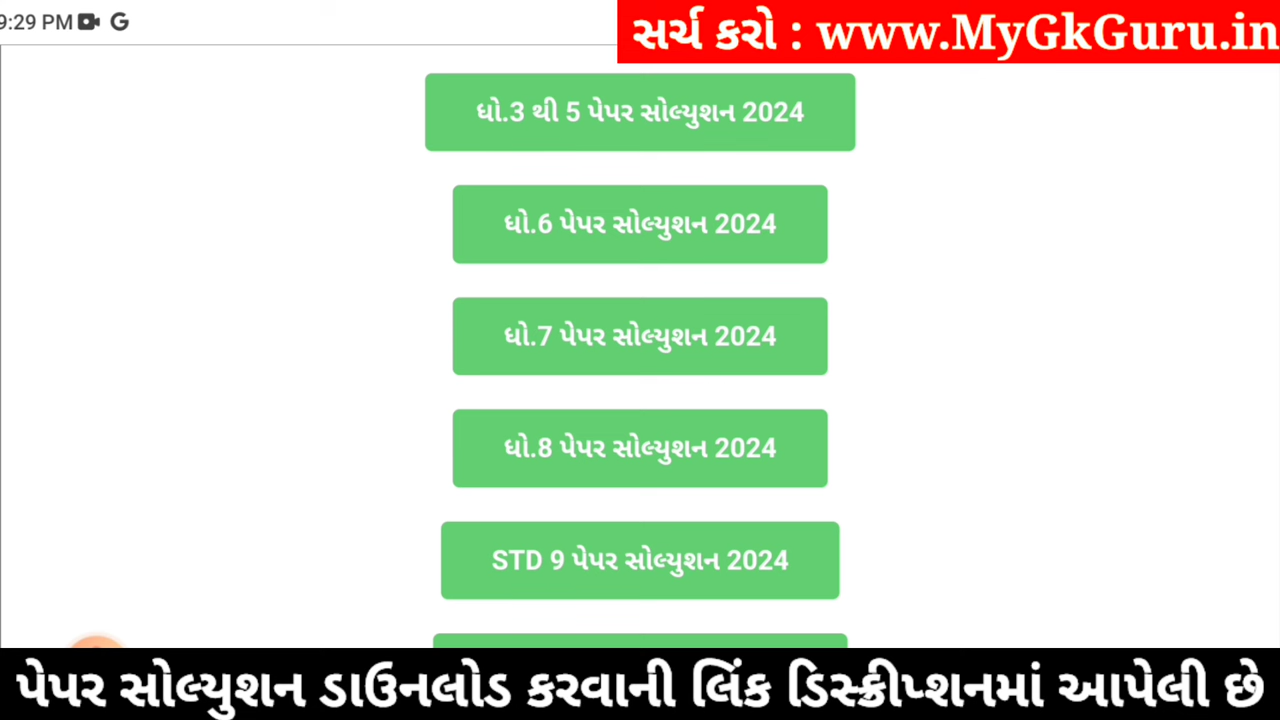 9:29 PM G
સર્ચ કરો : www.MyGkGuru.in
ધો.3 થી 5 પેપર સોલ્યુશન 2024
ધો.6 પેપર સોલ્યુશન 2024
ધો.7 પેપર સોલ્યુશન 2024
ધો.8 પેપર સોલ્યુશન 2024
STD 9 પેપર સોલ્યુશન 2024
પેપર સોલ્યુશન ડાઉનલોડ કરવાની લિંક ડિસ્ક્રીપ્શનમાં આપેલી છે